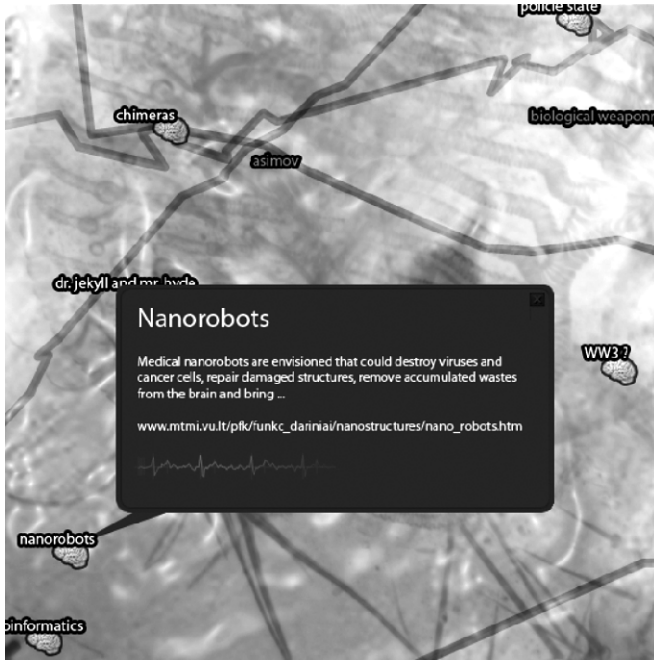 policie state
chimeras
biological weapon
asimov
dr. jekyll and mr. hyde
Nanorobots
Medical nanorobots are envisioned that could destroy viruses and
cancer cells, repair damaged structures, remove accumulated wastes
from the brain and bring ...
www.mtmi.vu.lt/pfk/funkc_dariniai/nanostructures/nano_robots.htm
WW3 ?
nanorobots
oinformatics